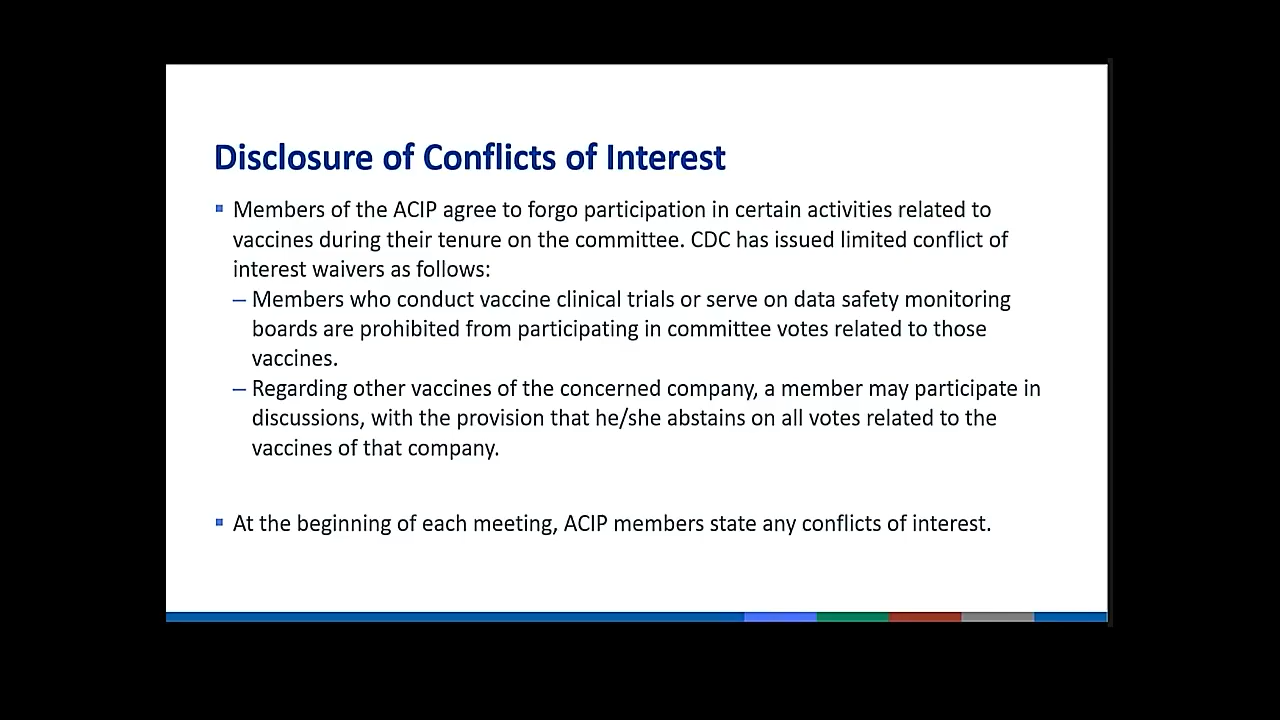 Disclosure of Conflicts of Interest
▪ Members of the ACIP agree to forgo participation in certain activities related to
vaccines during their tenure on the committee. CDC has issued limited conflict of
interest waivers as follows:
– Members who conduct vaccine clinical trials or serve on data safety monitoring
boards are prohibited from participating in committee votes related to those
vaccines.
– Regarding other vaccines of the concerned company, a member may participate in
discussions, with the provision that he/she abstains on all votes related to the
vaccines of that company.
▪ At the beginning of each meeting, ACIP members state any conflicts of interest.